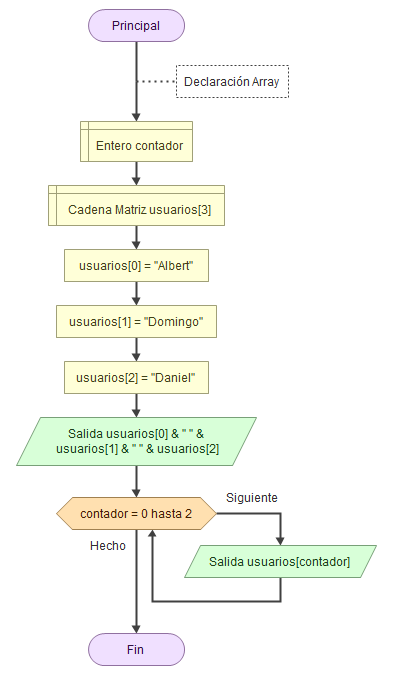 Principal
Declaración Array
Entero contador
Cadena Matriz usuarios[3]
usuarios[0] = "Albert"
usuarios[1] = "Domingo"
usuarios[2] = "Daniel"
Salida usuarios[0] & " " &
usuarios[1] & " " & usuarios[2]
contador = 0 hasta 2
Siguiente
Salida usuarios[contador]
Hecho
Fin